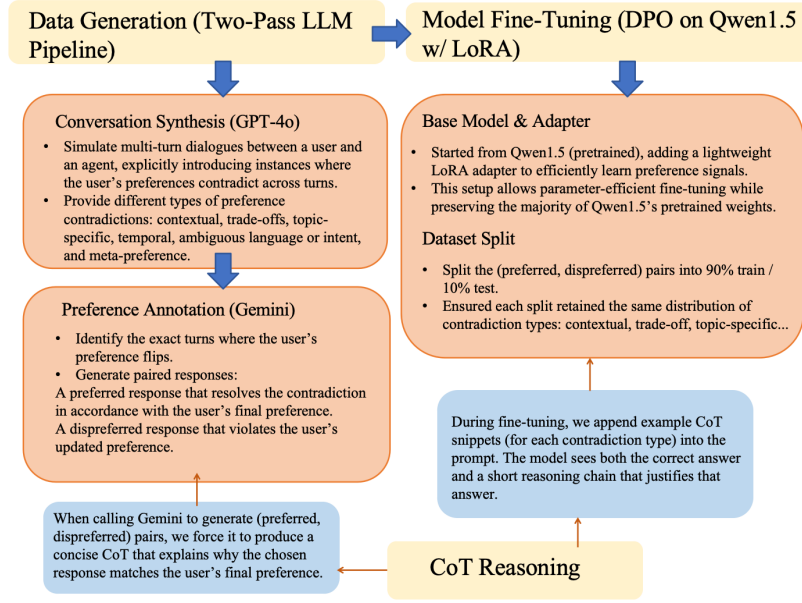 Data Generation (Two-Pass LLM
Pipeline)
Model Fine-Tuning (DPO on Qwen1.5
w/ LoRA)
Conversation Synthesis (GPT-4o)
• Simulate multi-turn dialogues between a user and
an agent, explicitly introducing instances where
the user's preferences contradict across turns.
• Provide different types of preference
contradictions: contextual, trade-offs, topic-
specific, temporal, ambiguous language or intent,
and meta-preference.
Preference Annotation (Gemini)
• Identify the exact turns where the user's
preference flips.
• Generate paired responses:
A preferred response that resolves the contradiction
in accordance with the user's final preference.
A dispreferred response that violates the user's
updated preference.
When calling Gemini to generate (preferred,
dispreferred) pairs, we force it to produce a
concise CoT that explains why the chosen
response matches the user's final preference.
Base Model & Adapter
• Started from Qwen1.5 (pretrained), adding a lightweight
LoRA adapter to efficiently learn preference signals.
• This setup allows parameter-efficient fine-tuning while
preserving the majority of Qwen1.5's pretrained weights.
Dataset Split
• Split the (preferred, dispreferred) pairs into 90% train /
10% test.
• Ensured each split retained the same distribution of
contradiction types: contextual, trade-off, topic-specific...
During fine-tuning, we append example CoT
snippets (for each contradiction type) into the
prompt. The model sees both the correct answer
and a short reasoning chain that justifies that
answer.
CoT Reasoning